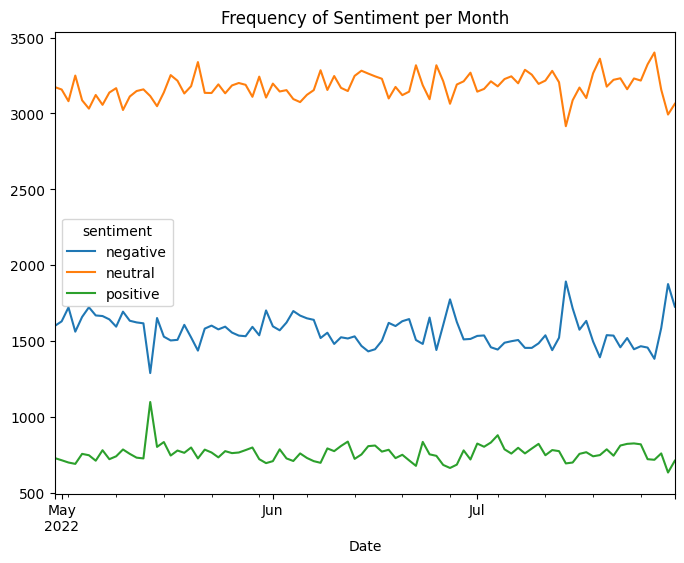 Frequency of Sentiment per Month
3500
3000
2500
2000
1500
1000
500
sentiment
negative
neutral
positive
May
2022
Jun
Jul
Date